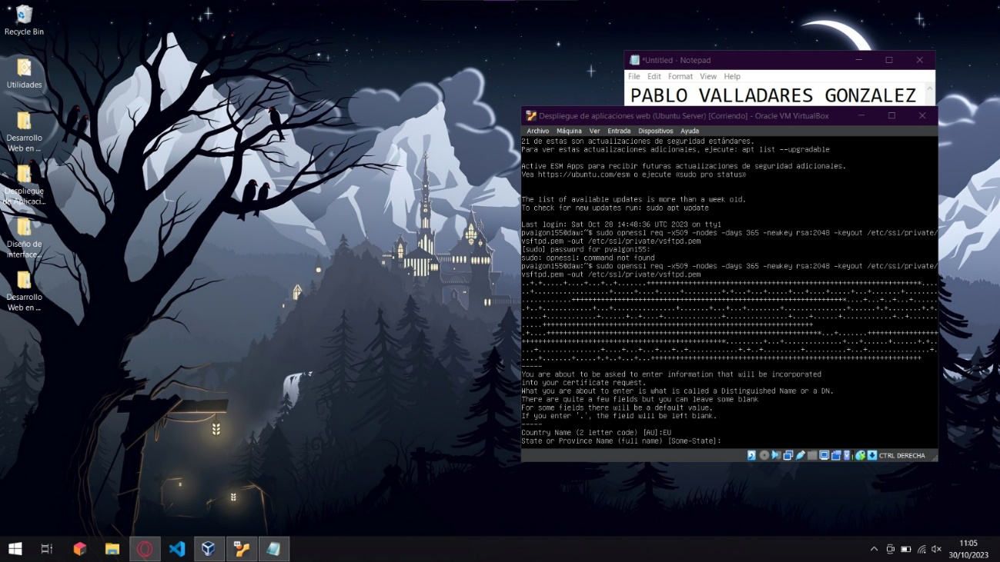 Recycle Bin
Utilidades
Desarrollo
Web en ...
Despliegue
de Aplicaci...
Diseño de
interface...
Desarrollo
Web en ...
*Untitled - Notepad
File Edit Format View Help
PABLO VALLADARES GONZALEZ
Despliegue de aplicaciones web (Ubuntu Server) [Corriendo] - Oracle VM VirtualBox
Archivo Máquina Ver Entrada Dispositivos Ayuda
21 de estas son actualizaciones de seguridad estándares.
Para ver estas actualizaciones adicionales, ejecute: apt list --upgradable
Active ESM Apps para recibir futuras actualizaciones de seguridad adicionales.
Vea https://ubuntu.com/esm o ejecute «sudo pro status»
The list of available updates is more than a week old.
To check for new updates run: sudo apt update
Last login: Sat Oct 28 14:48:36 UTC 2023 on tty1
pvalgon155@daw:~$ sudo opnessl req -x509 -nodes -days 365 -newkey rsa:2048 -keyout /etc/ssl/private/
vsftpd.pem -out /etc/ssl/private/vsftpd.pem
[sudo] password for pvalgon155:
sudo: opnessl: command not found
pvalgon155@daw:~$ sudo openssl req -x509 -nodes -days 365 -newkey rsa:2048 -keyout /etc/ssl/private/
vsftpd.pem -out /etc/ssl/private/vsftpd.pem
-----
You are about to be asked to enter information that will be incorporated
into your certificate request.
What you are about to enter is what is called a Distinguished Name or a DN.
There are quite a few fields but you can leave some blank
For some fields there will be a default value,
If you enter '.', the field will be left blank.
-----
Country Name (2 letter code) [AU]:EU
State or Province Name (full name) [Some-State]:
CTRL DERECHA
11:05
30/10/2023